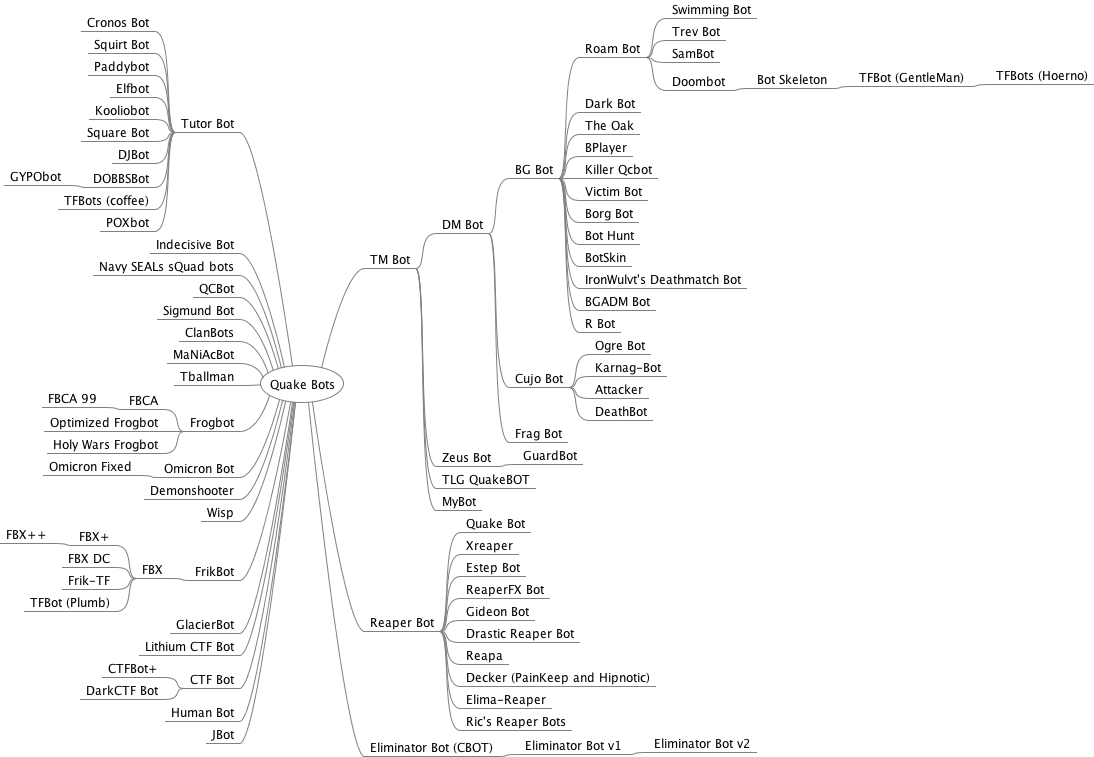 Quake Bots
Tutor Bot
Cronos Bot
Squirt Bot
Paddybot
Elfbot
Kooliobot
Square Bot
DJBot
DOBBSBot
GYPObot
TFBots (coffee)
POXbot
Indecisive Bot
Navy SEALs sQuad bots
QCBot
Sigmund Bot
ClanBots
MaNiAcBot
Tballman
Frogbot
FBCA
FBCA 99
Optimized Frogbot
Holy Wars Frogbot
Omicron Bot
Omicron Fixed
Demonshooter
Wisp
FrikBot
FBX
FBX+
FBX++
FBX DC
Frik-TF
TFBot (Plumb)
GlacierBot
Lithium CTF Bot
CTF Bot
CTFBot+
DarkCTF Bot
Human Bot
JBot
TM Bot
DM Bot
BG Bot
Roam Bot
Swimming Bot
Trev Bot
SamBot
Doombot
Bot Skeleton
TFBot (GentleMan)
TFBots (Hoerno)
Dark Bot
The Oak
BPlayer
Killer Qcbot
Victim Bot
Borg Bot
Bot Hunt
BotSkin
IronWulvt's Deathmatch Bot
BGADM Bot
R Bot
Cujo Bot
Ogre Bot
Karnag-Bot
Attacker
DeathBot
Frag Bot
Zeus Bot
GuardBot
TLG QuakeBOT
MyBot
Reaper Bot
Quake Bot
Xreaper
Estep Bot
ReaperFX Bot
Gideon Bot
Drastic Reaper Bot
Reapa
Decker (PainKeep and Hipnotic)
Elima-Reaper
Ric's Reaper Bots
Eliminator Bot (CBOT)
Eliminator Bot v1
Eliminator Bot v2